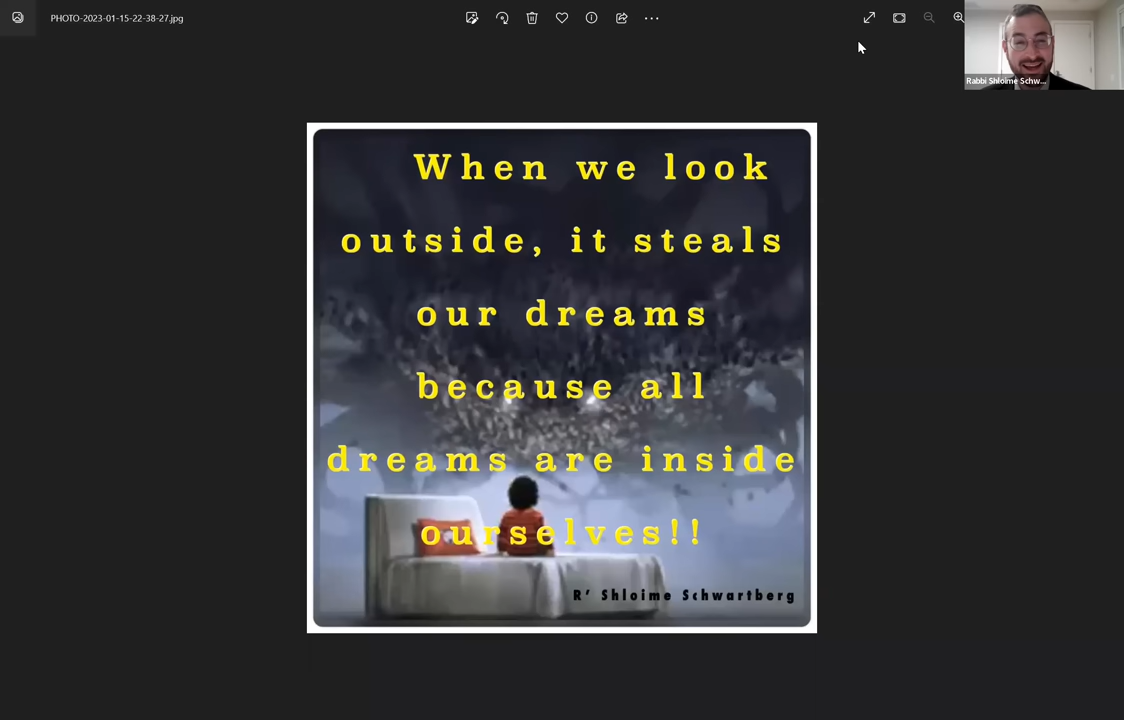 PHOTO-2023-01-15-22-38-27.jpg
Rabbi Shloime Schw...
When we look
outside, it steals
our dreams
because all
dreams are inside
ourselves!!
R' Shloime Schwartberg